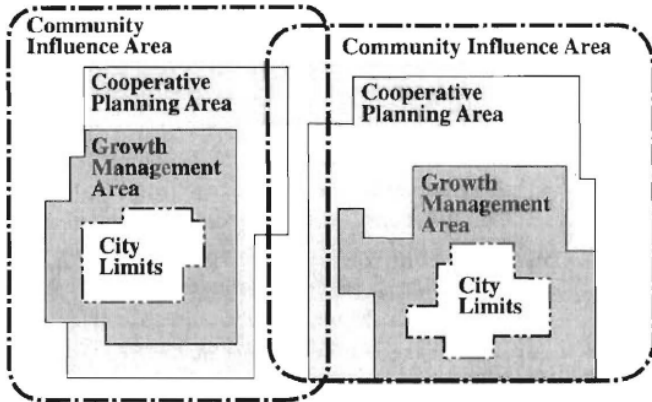 Community
Influence Area
Cooperative
Planning Area
Growth
Management
Area
City
Limits
Community Influence Area
Cooperative
Planning Area
Growth
Management
Area
City
Limits